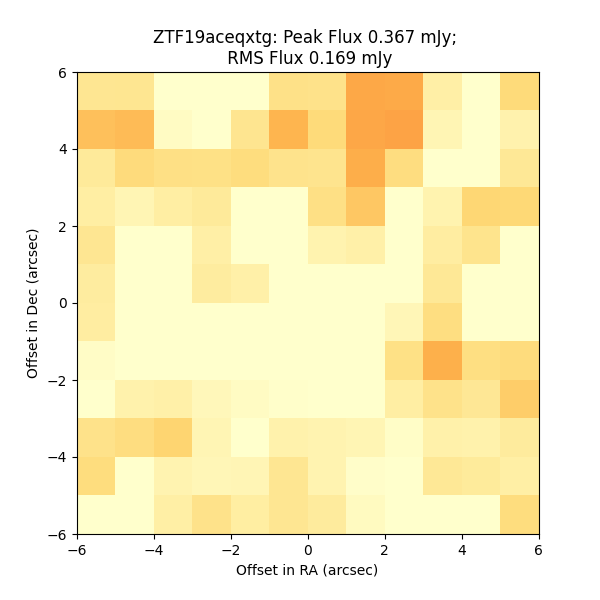 ZTF19aceqxtg: Peak Flux 0.367 mJy;
RMS Flux 0.169 mJy
6
4
2
0
−2
−4
−6
Offset in Dec (arcsec)
−6 −4 −2 0 2 4 6
Offset in RA (arcsec)